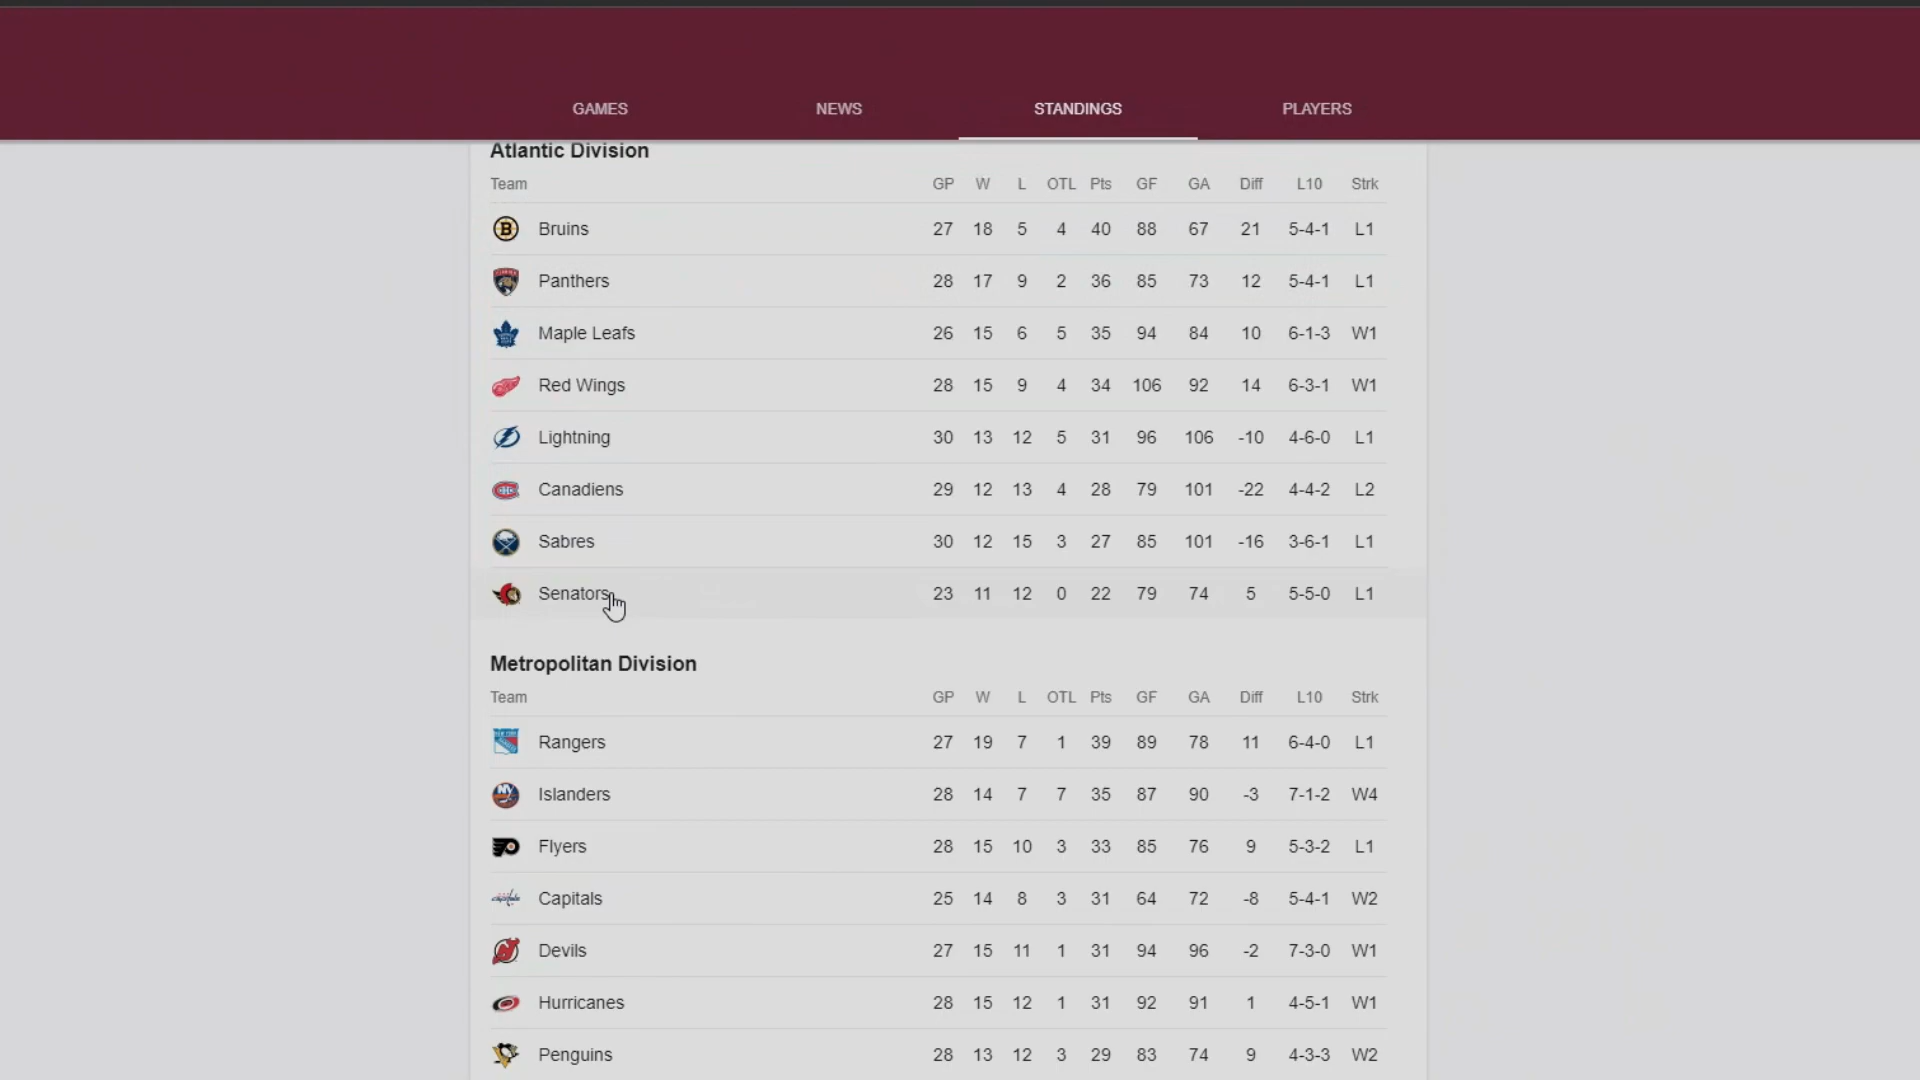 GAMES NEWS STANDINGS PLAYERS
Atlantic Division
Team GP W L OTL Pts GF GA Diff L10 Strk
Bruins 27 18 5 4 40 88 67 21 5-4-1 L1
Panthers 28 17 9 2 36 85 73 12 5-4-1 L1
Maple Leafs 26 15 6 5 35 94 84 10 6-1-3 W1
Red Wings 28 15 9 4 34 106 92 14 6-3-1 W1
Lightning 30 13 12 5 31 96 106 -10 4-6-0 L1
Canadiens 29 12 13 4 28 79 101 -22 4-4-2 L2
Sabres 30 12 15 3 27 85 101 -16 3-6-1 L1
Senators 23 11 12 0 22 79 74 5 5-5-0 L1
Metropolitan Division
Team GP W L OTL Pts GF GA Diff L10 Strk
Rangers 27 19 7 1 39 89 78 11 6-4-0 L1
Islanders 28 14 7 7 35 87 90 -3 7-1-2 W4
Flyers 28 15 10 3 33 85 76 9 5-3-2 L1
Capitals 25 14 8 3 31 64 72 -8 5-4-1 W2
Devils 27 15 11 1 31 94 96 -2 7-3-0 W1
Hurricanes 28 15 12 1 31 92 91 1 4-5-1 W1
Penguins 28 13 12 3 29 83 74 9 4-3-3 W2